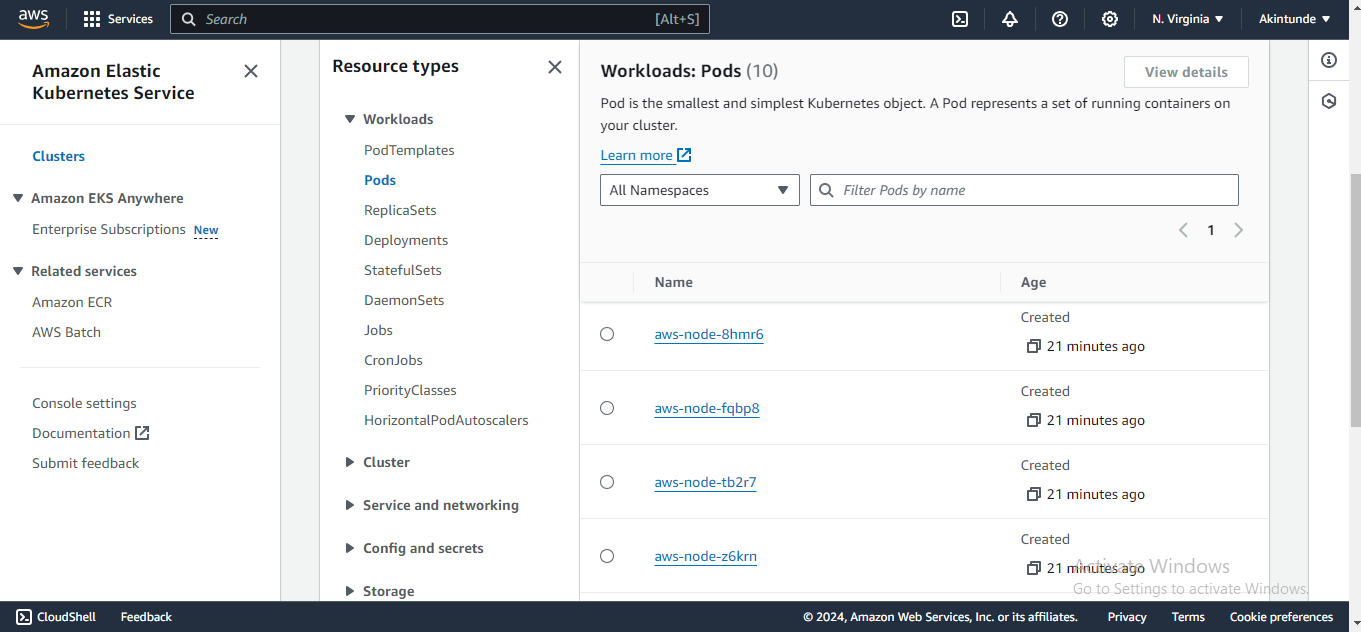 aws
Services
Search
[Alt+S]
N. Virginia
Akintunde
Amazon Elastic
Kubernetes Service
Clusters
Amazon EKS Anywhere
Enterprise Subscriptions New
Related services
Amazon ECR
AWS Batch
Console settings
Documentation
Submit feedback
Resource types
Workloads
PodTemplates
Pods
ReplicaSets
Deployments
StatefulSets
DaemonSets
Jobs
CronJobs
PriorityClasses
HorizontalPodAutoscalers
Cluster
Service and networking
Config and secrets
Storage
Workloads: Pods (10)
View details
Pod is the smallest and simplest Kubernetes object. A Pod represents a set of running containers on
your cluster.
Learn more
All Namespaces
Filter Pods by name
1
Name
Age
aws-node-8hmr6
Created
21 minutes ago
aws-node-fqbp8
Created
21 minutes ago
aws-node-tb2r7
Created
21 minutes ago
aws-node-z6krn
Created
21 minutes ago
Activate Windows
Go to Settings to activate Windows.
CloudShell
Feedback
© 2024, Amazon Web Services, Inc. or its affiliates.
Privacy
Terms
Cookie preferences